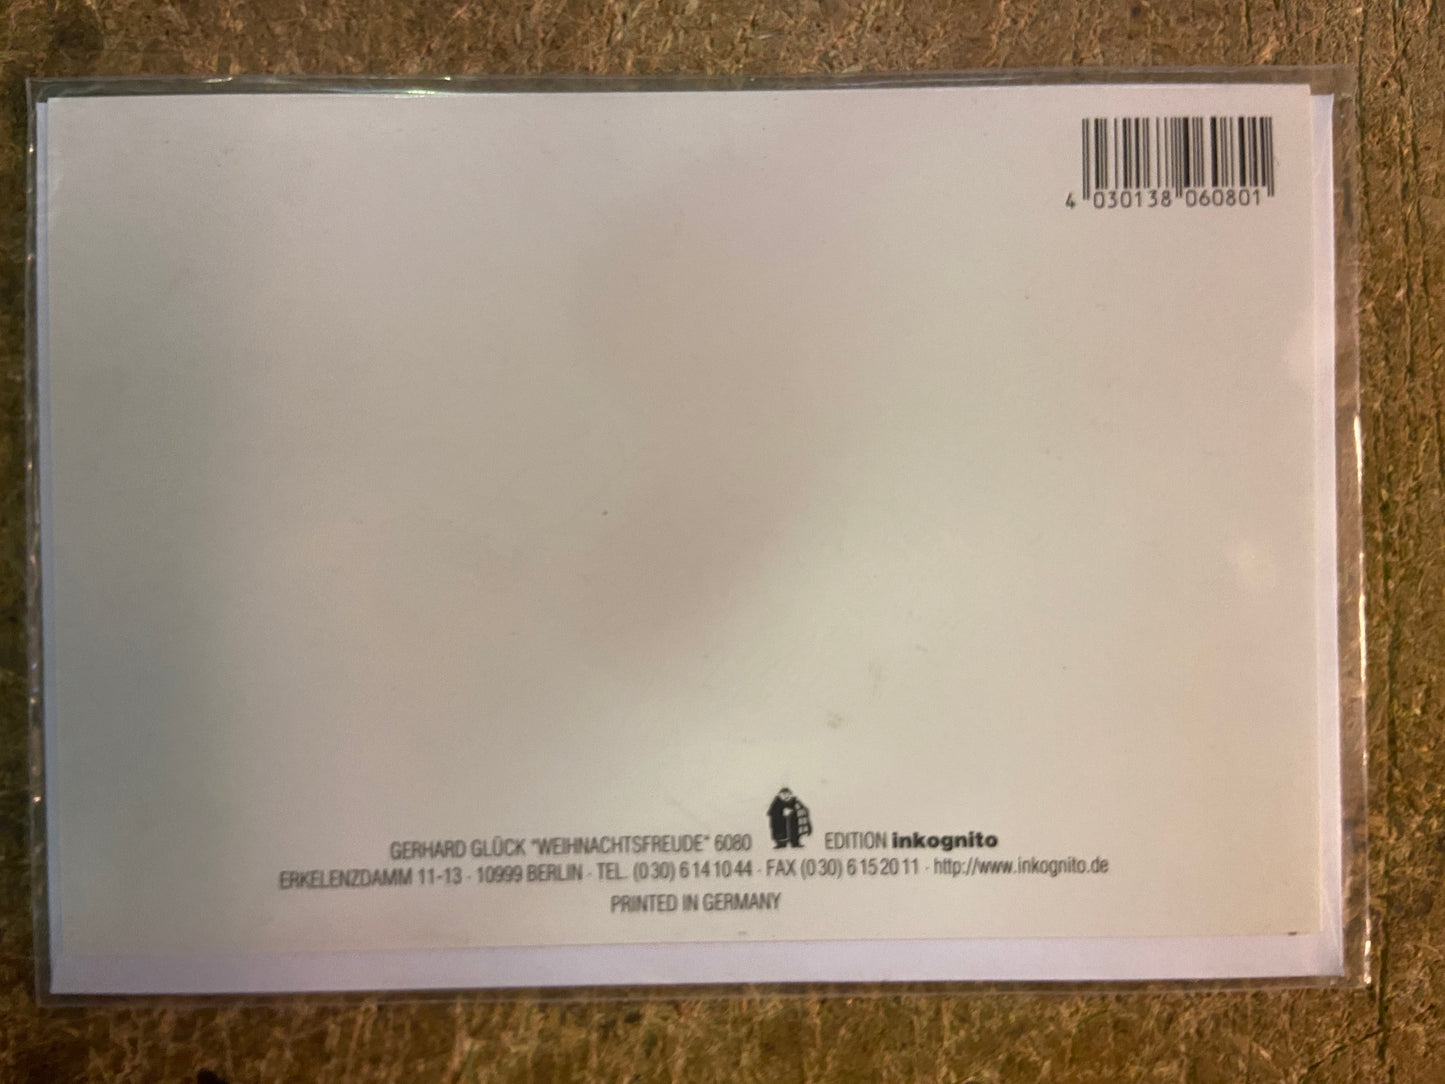 4 030138 060801
GERHARD GLÜCK "WEIHNACHTSFREUDE" 6080 EDITION inkognito
ERKELENZDAMM 11-13 · 10999 BERLIN · TEL. (0 30) 6 14 10 44 · FAX (0 30) 6 15 20 11 · http://www.inkognito.de
PRINTED IN GERMANY